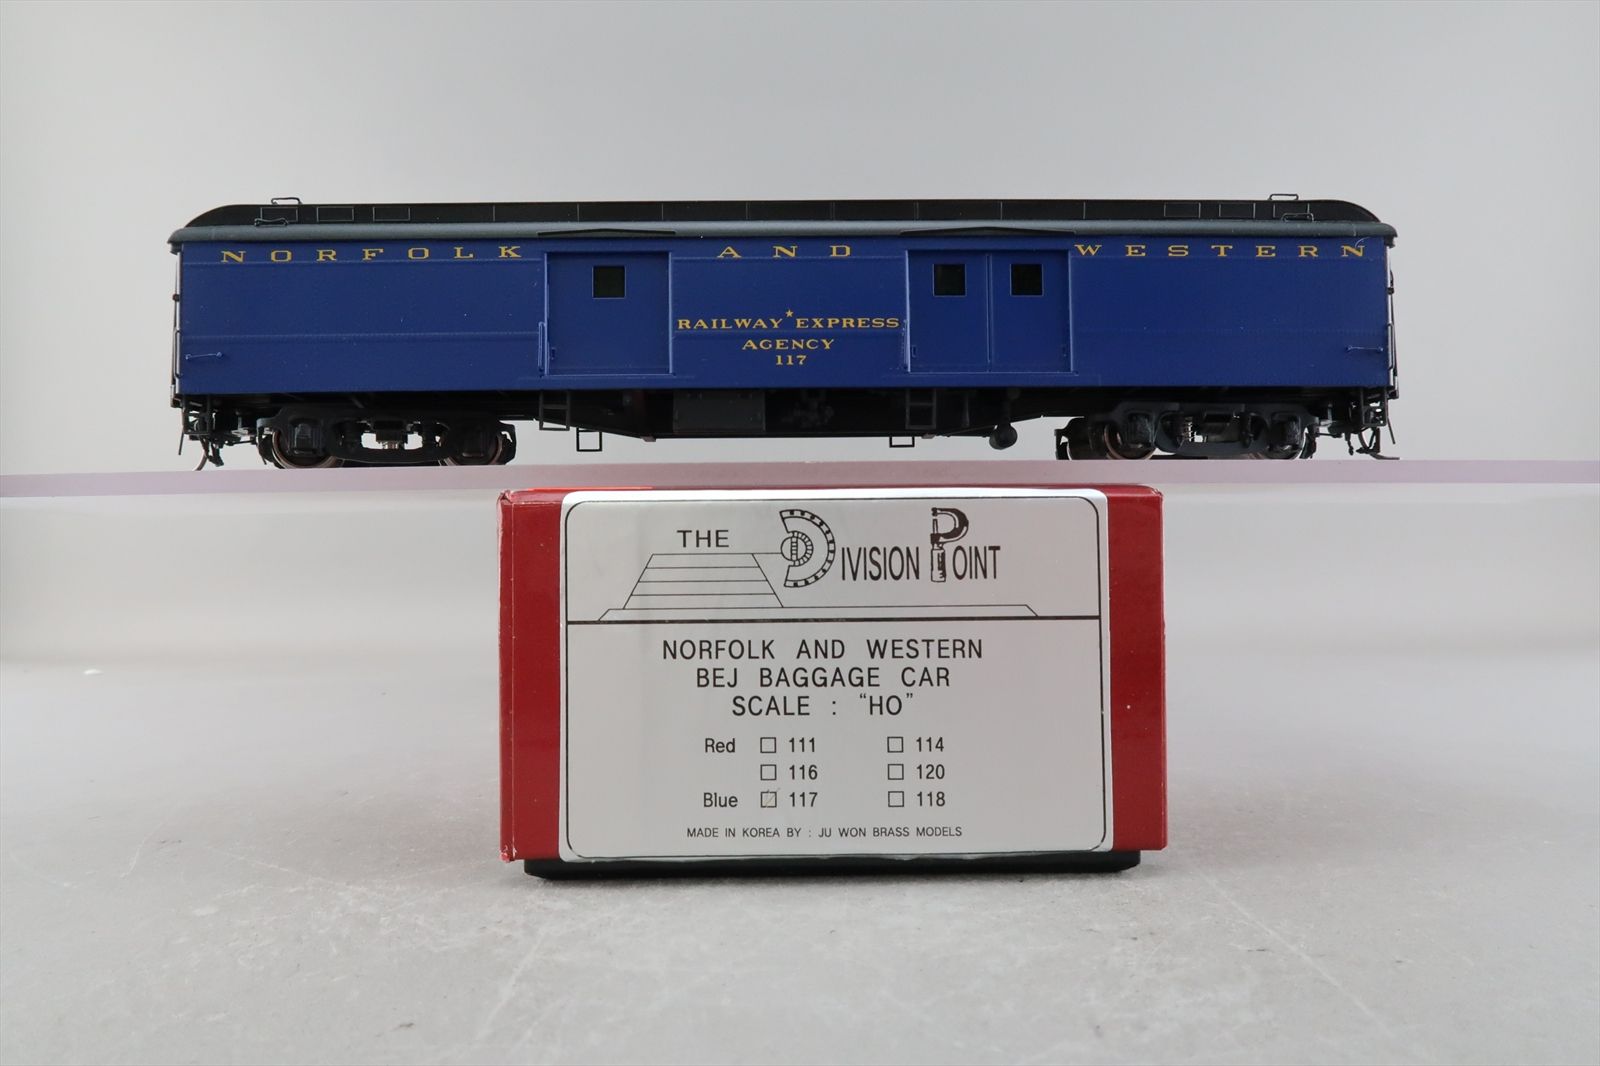 NORFOLK AND WESTERN
RAILWAY EXPRESS
AGENCY
117
THE DIVISION POINT
NORFOLK AND WESTERN
BEJ BAGGAGE CAR
SCALE : “HO”
Red 111 114
116 120
Blue 117 118
MADE IN KOREA BY : JU WON BRASS MODELS